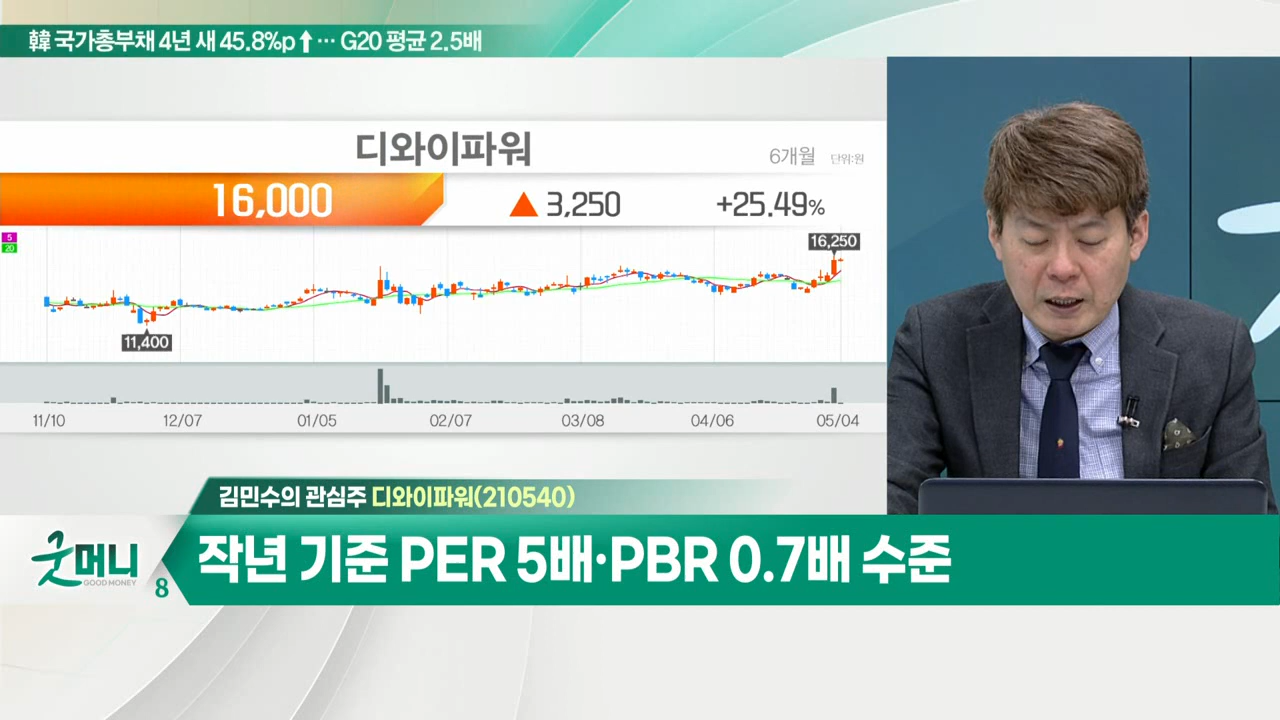 韓 국가총부채 4년 새 45.8%p↑… G20 평균 2.5배
디와이파워
6개월 단위:원
16,000 ▲ 3,250 +25.49%
5
20
16,250
11,400
11/10 12/07 01/05 02/07 03/08 04/06 05/04
김민수의 관심주 디와이파워(210540)
굿머니
GOOD MONEY
8
작년 기준 PER 5배·PBR 0.7배 수준